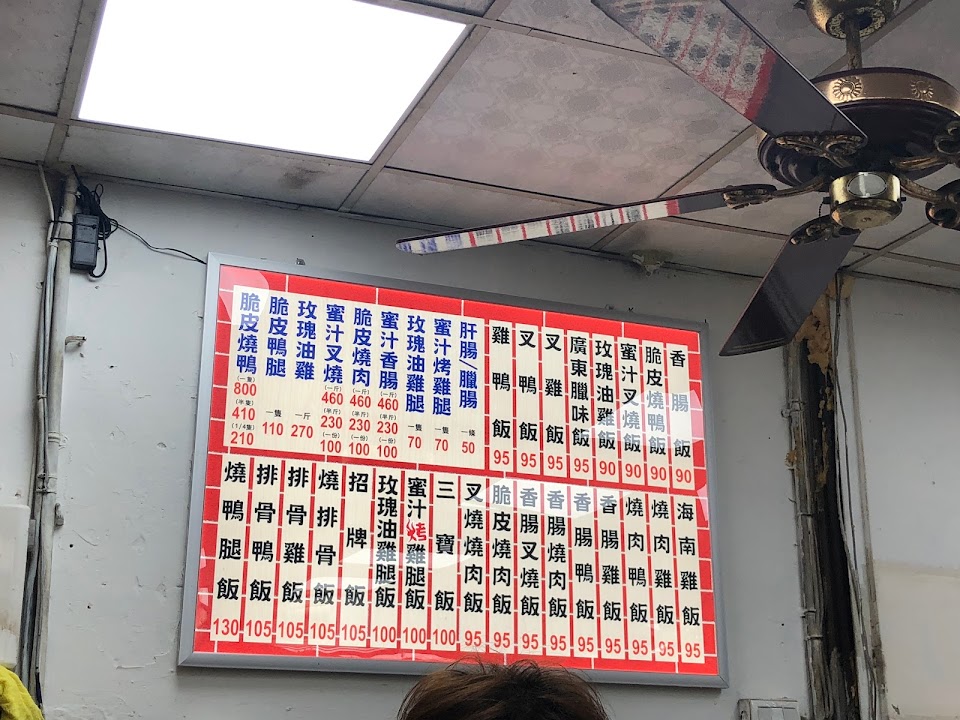 脆皮燒鴨 (一隻) 800 (半隻) 410 (1/4隻) 210
脆皮鴨腿 一隻 110
玫瑰油雞 一斤 270
蜜汁叉燒 (一斤) 460 (半斤) 230 (一份) 100
脆皮燒肉 (一斤) 460 (半斤) 230 (一份) 100
蜜汁香腸 (一斤) 460 (半斤) 230 (一份) 100
玫瑰油雞腿 一隻 70
蜜汁烤雞腿 一隻 70
肝腸/臘腸 一條 50
雞鴨飯 95
叉鴨飯 95
叉雞飯 95
廣東臘味飯 95
玫瑰油雞飯 90
蜜汁叉燒飯 90
脆皮燒鴨飯 90
香腸飯 90
燒鴨腿飯 130
排骨鴨飯 105
排骨雞飯 105
燒排骨飯 105
招牌飯 105
玫瑰油雞腿飯 100
蜜汁烤雞腿飯 100
三寶飯 100
叉燒燒肉飯 95
脆皮燒肉飯 95
香腸叉燒飯 95
香腸燒肉飯 95
香腸鴨飯 95
香腸雞飯 95
燒肉鴨飯 95
燒肉雞飯 95
海南雞飯 95